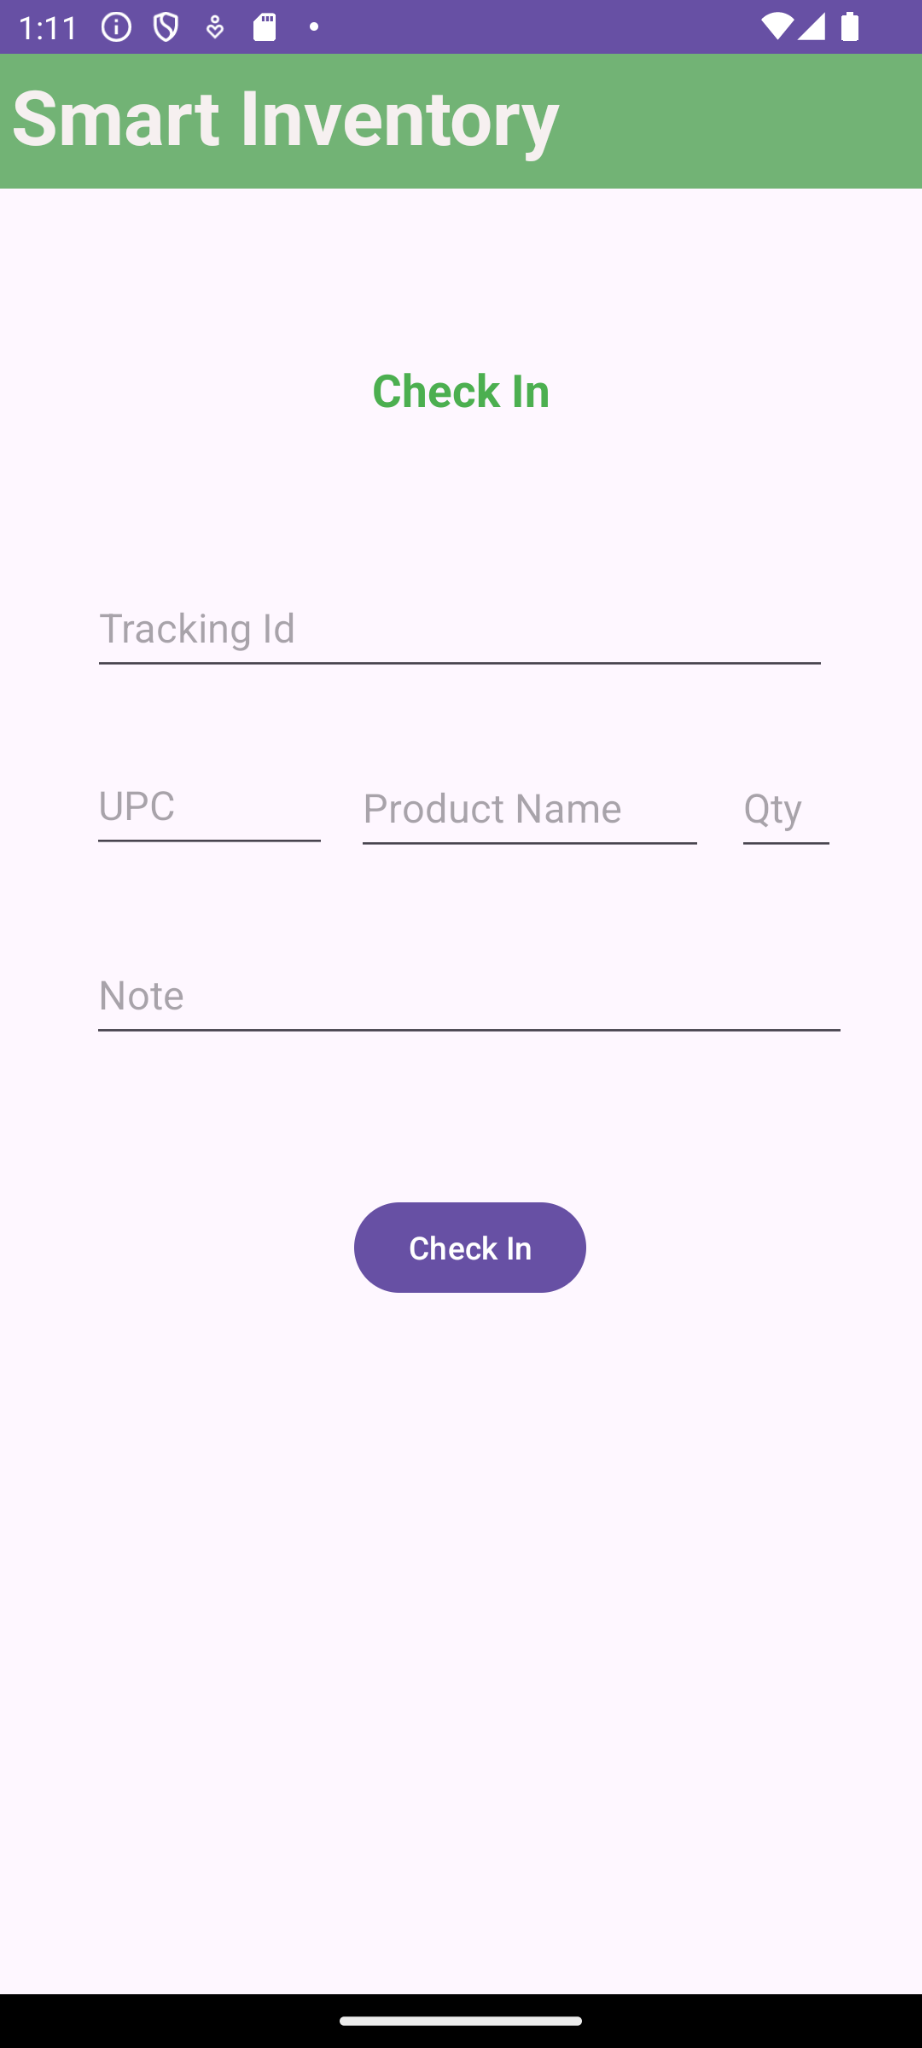 1:11
Smart Inventory
Check In
Tracking Id
UPC Product Name Qty
Note
Check In